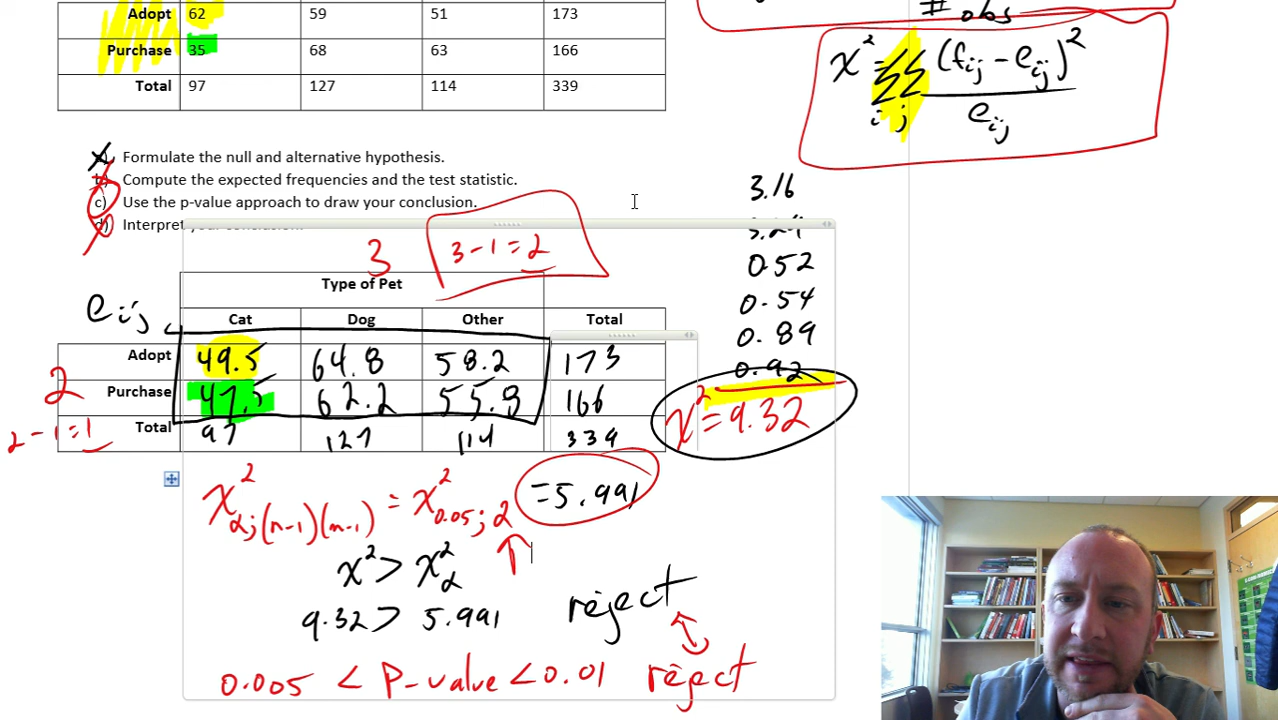 Adopt 62 59 51 173
# obs
Purchase 35 68 63 166
Total 97 127 114 339
χ² = ΣΣ (fij - eij)²
i j eij
a) Formulate the null and alternative hypothesis.
b) Compute the expected frequencies and the test statistic.
c) Use the p-value approach to draw your conclusion.
d) Interpret your conclusion.
3.16
3.29
0.52
0.54
0.89
0.92
χ² = 9.32
3
3 - 1 = 2
Type of Pet
eij
Cat Dog Other Total
Adopt 49.5 64.8 58.2 173
2
Purchase 47.5 62.2 55.8 166
2 - 1 = 1
Total 97 127 114 339
χ²α;(n-1)(m-1) = χ²0.05;2 = 5.991
χ² > χ²α
9.32 > 5.991
reject
0.005 < P-value < 0.01 reject